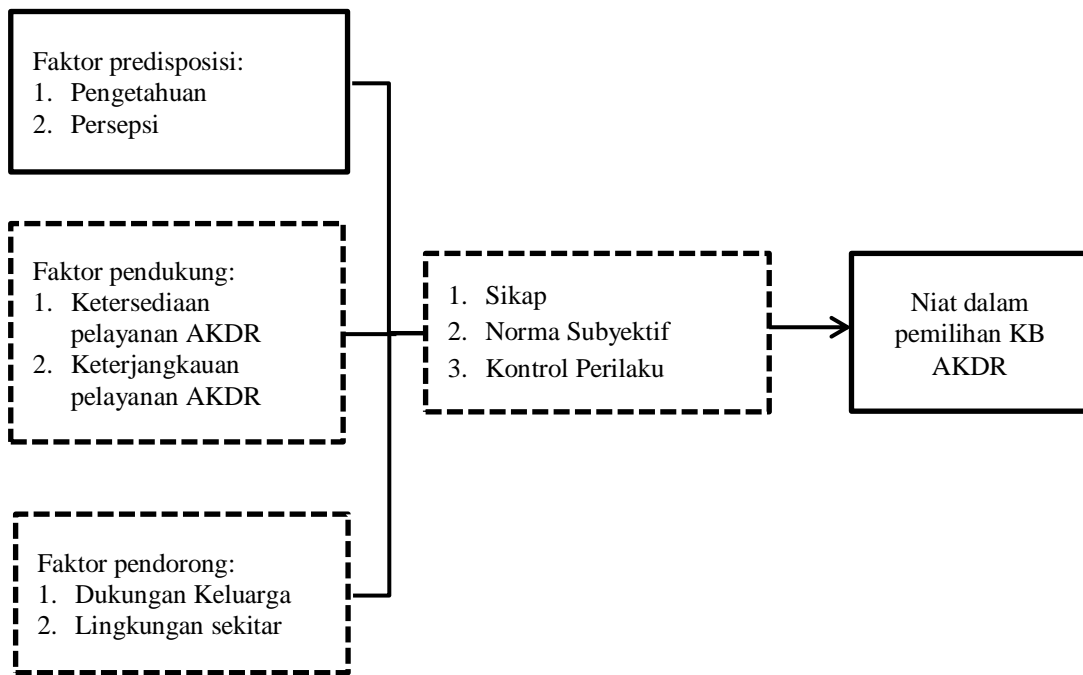 Faktor predisposisi:
1. Pengetahuan
2. Persepsi
Faktor pendukung:
1. Ketersediaan
pelayanan AKDR
2. Keterjangkauan
pelayanan AKDR
Faktor pendorong:
1. Dukungan Keluarga
2. Lingkungan sekitar
1. Sikap
2. Norma Subyektif
3. Kontrol Perilaku
Niat dalam
pemilihan KB
AKDR